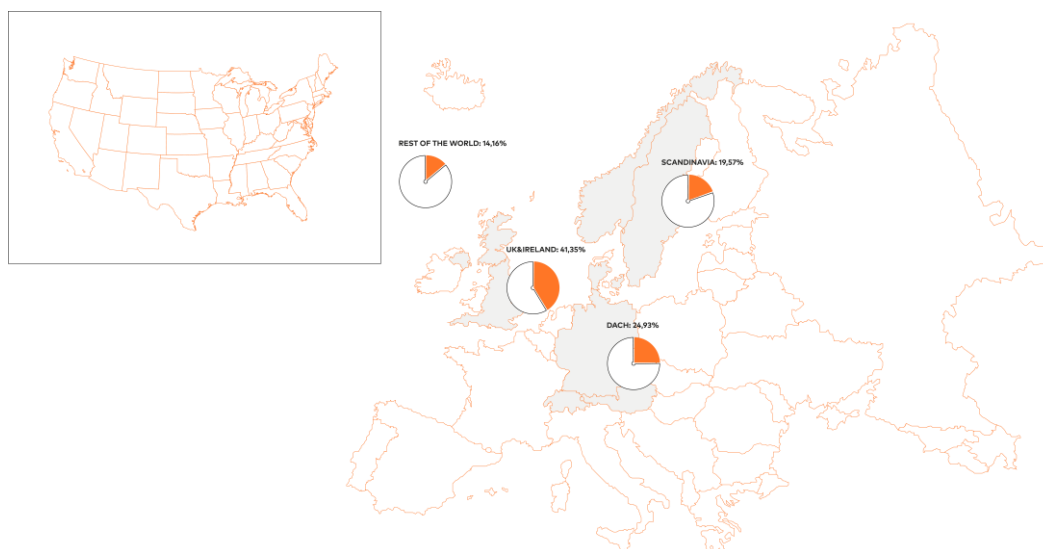 REST OF THE WORLD: 14,16%
SCANDINAVIA: 19,57%
UK&IRELAND: 41,35%
DACH: 24,93%